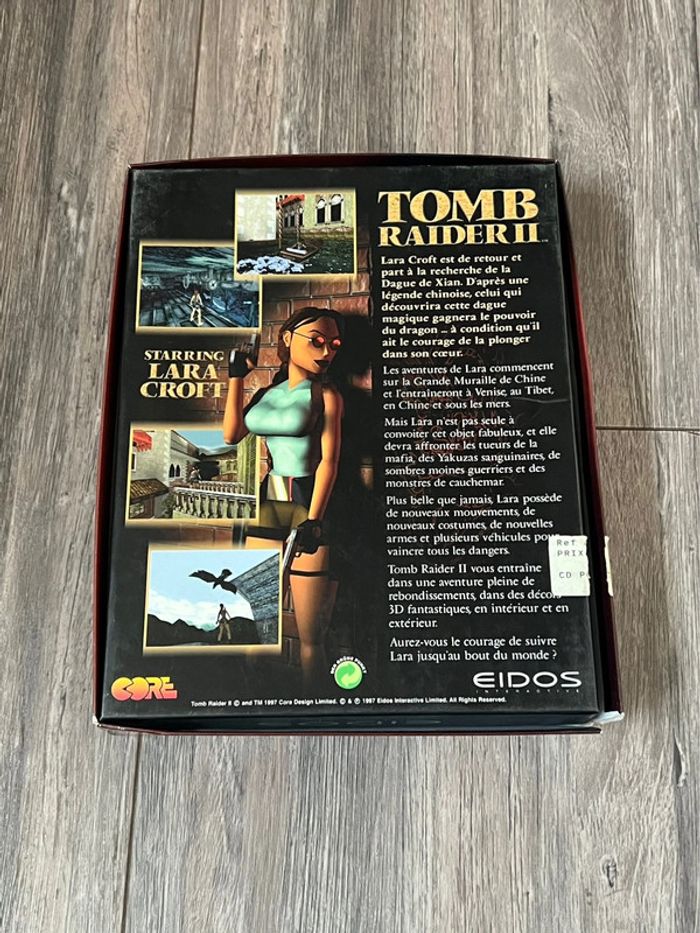 TOMB
RAIDER II
Lara Croft est de retour et
part à la recherche de la
Dague de Xian. D'après une
légende chinoise, celui qui
découvrira cette dague
magique gagnera le pouvoir
du dragon ... à condition qu'il
ait le courage de la plonger
dans son cœur.
Les aventures de Lara commencent
sur la Grande Muraille de Chine
et l'entraîneront à Venise, au Tibet,
en Chine et sous les mers.
Mais Lara n'est pas seule à
convoiter cet objet fabuleux, et elle
devra affronter les tueurs de la
mafia, des Yakuzas sanguinaires, de
sombres moines guerriers et des
monstres de cauchemar.
Plus belle que jamais, Lara possède
de nouveaux mouvements, de
nouveaux costumes, de nouvelles
armes et plusieurs véhicules
vaincre tous les dangers.
Tomb Raider II vous entraîne
dans une aventure pleine de
rebondissements, dans des décors
3D fantastiques, en intérieur et en
extérieur.
Aurez-vous le courage de suivre
Lara jusqu'au bout du monde ?
STARRING
LARA
CROFT
Ref
PRIX
CD
CORE
DER GRÜNE PUNKT
EIDOS
INTERACTIVE
Tomb Raider II © and TM 1997 Core Design Limited. © & ℗ 1997 Eidos Interactive Limited. All Rights Reserved.